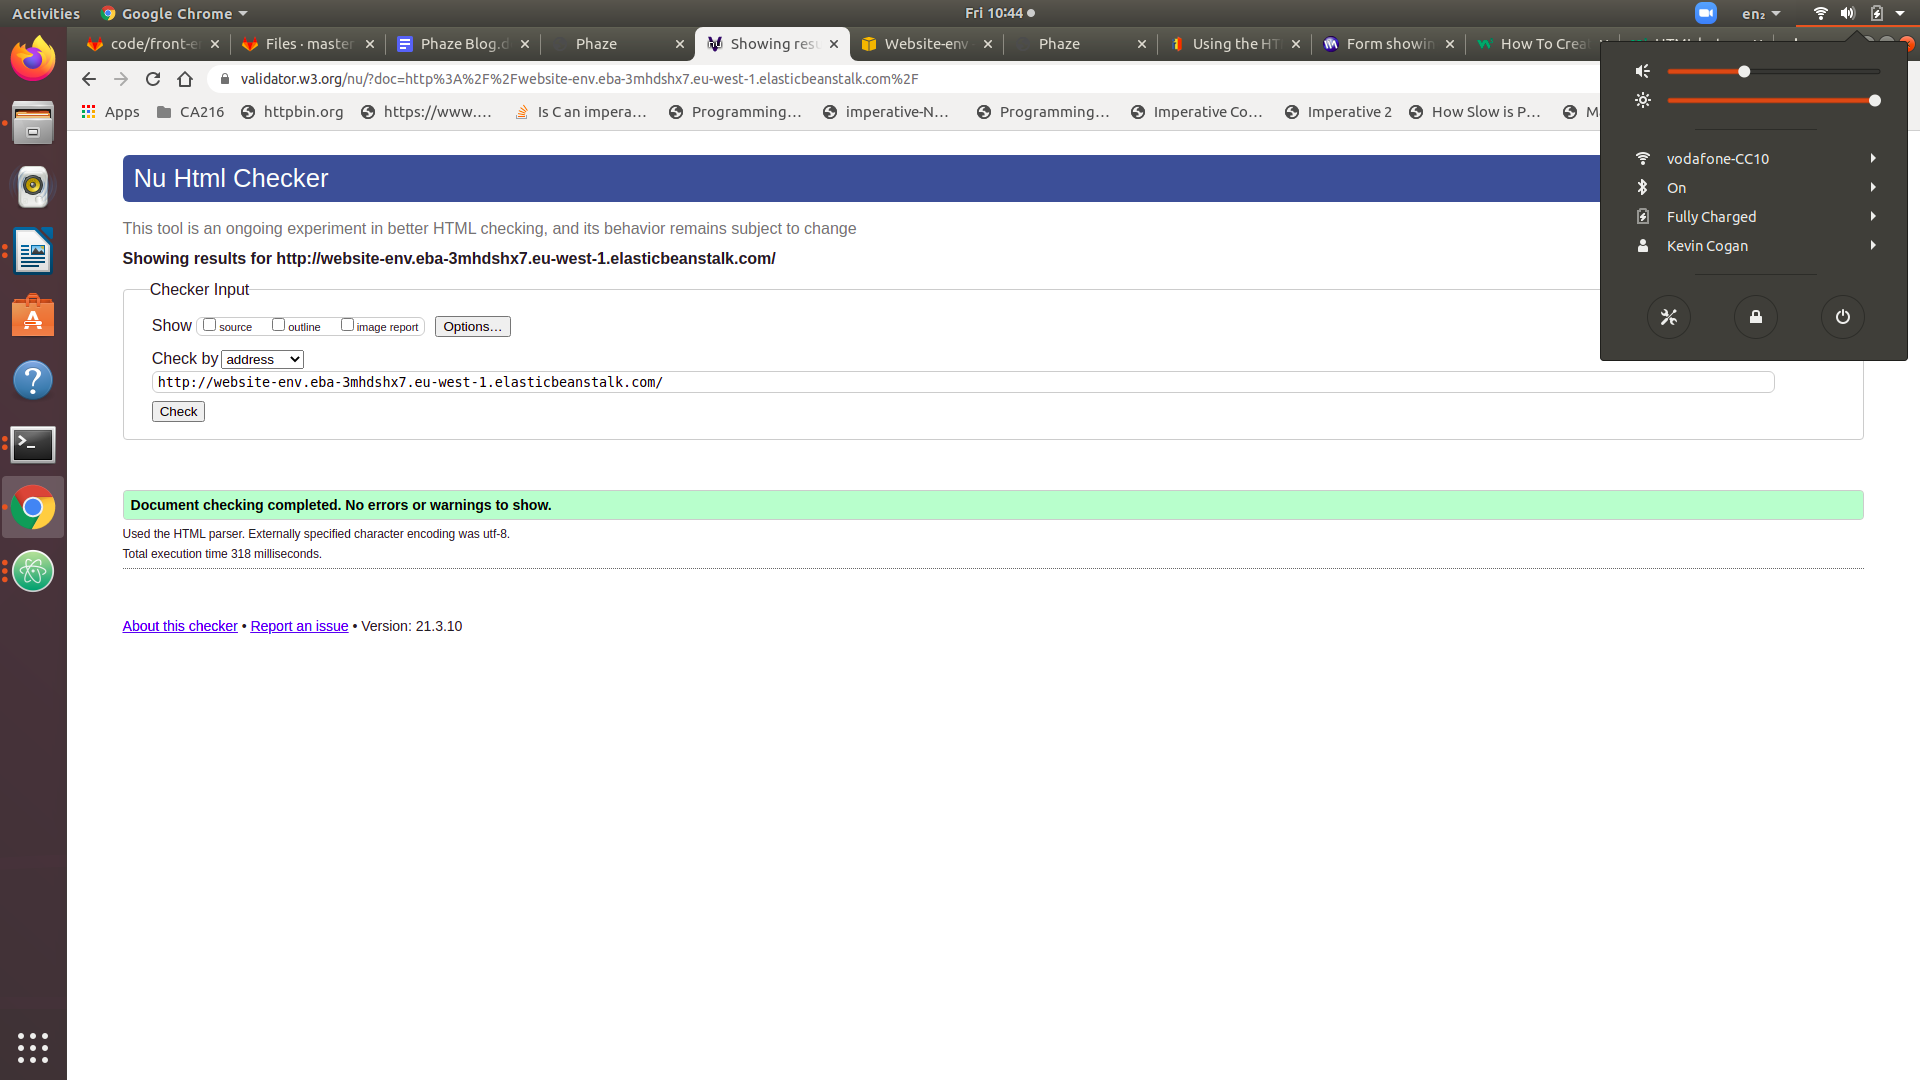 Activities Google Chrome Fri 10:44 en₂
code/front-e Files · master Phaze Blog.d Phaze Showing resu Website-env Phaze Using the HT Form showin How To Crea
validator.w3.org/nu/?doc=http%3A%2F%2Fwebsite-env.eba-3mhdshx7.eu-west-1.elasticbeanstalk.com%2F
Apps CA216 httpbin.org https://www.... Is C an impera... Programming... imperative-N... Programming... Imperative Co... Imperative 2 How Slow is P...
vodafone-CC10
On
Fully Charged
Kevin Cogan
Nu Html Checker
This tool is an ongoing experiment in better HTML checking, and its behavior remains subject to change
Showing results for http://website-env.eba-3mhdshx7.eu-west-1.elasticbeanstalk.com/
Checker Input
Show source outline image report Options...
Check by address
http://website-env.eba-3mhdshx7.eu-west-1.elasticbeanstalk.com/
Check
Document checking completed. No errors or warnings to show.
Used the HTML parser. Externally specified character encoding was utf-8.
Total execution time 318 milliseconds.
About this checker • Report an issue • Version: 21.3.10